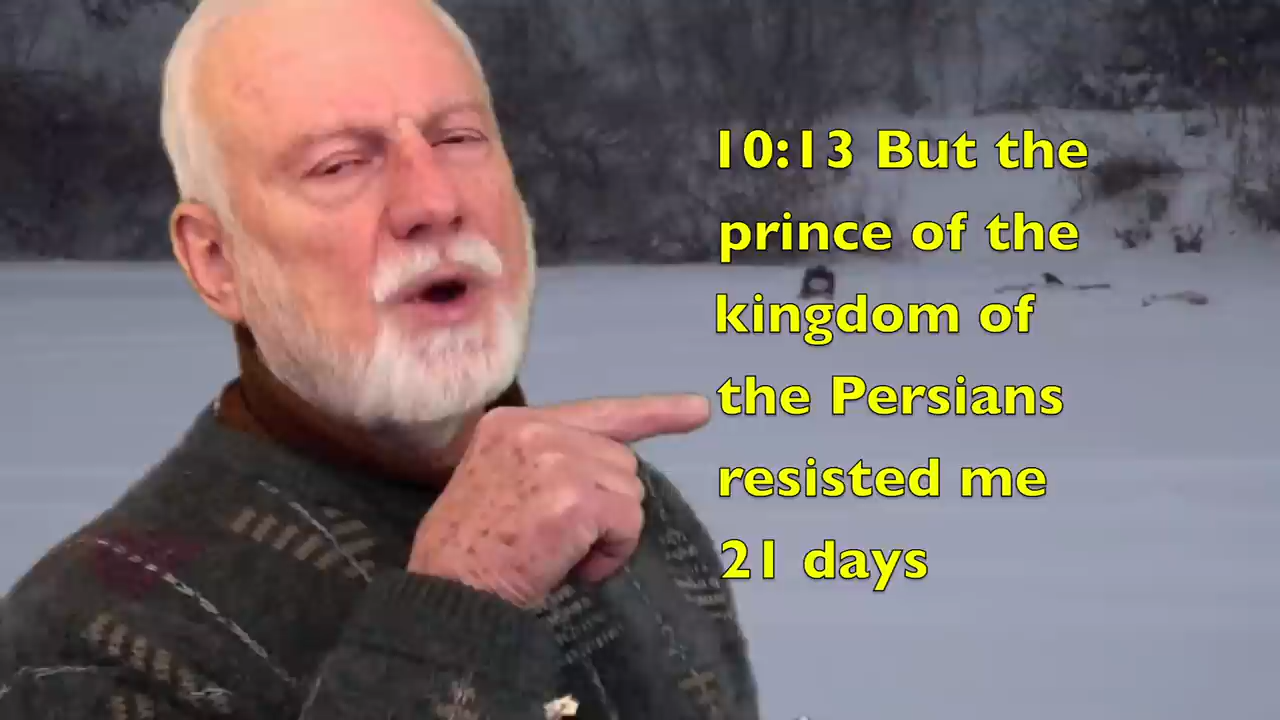 10:13 But the
prince of the
kingdom of
the Persians
resisted me
21 days